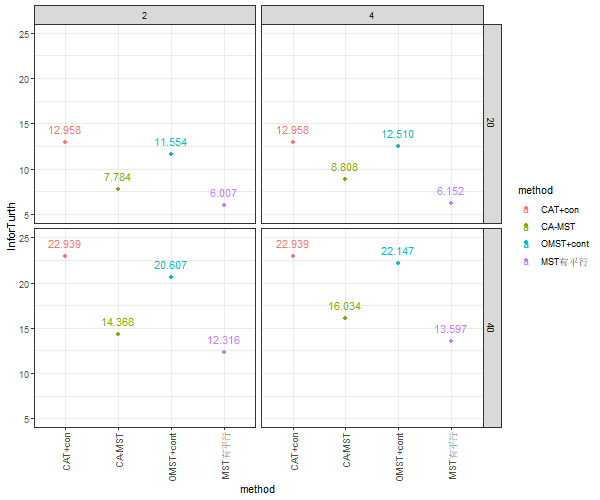 2
4
25
20
15
10
5
12.958
7.784
11.554
6.007
12.958
8.808
12.510
6.152
20
InforTurth
25
20
15
10
5
22.939
14.368
20.607
12.316
22.939
16.034
22.147
13.597
40
CAT+con
CA-MST
OMST+cont
MST有平行
CAT+con
CA-MST
OMST+cont
MST有平行
method
method
a CAT+con
a CA-MST
a OMST+cont
a MST有平行